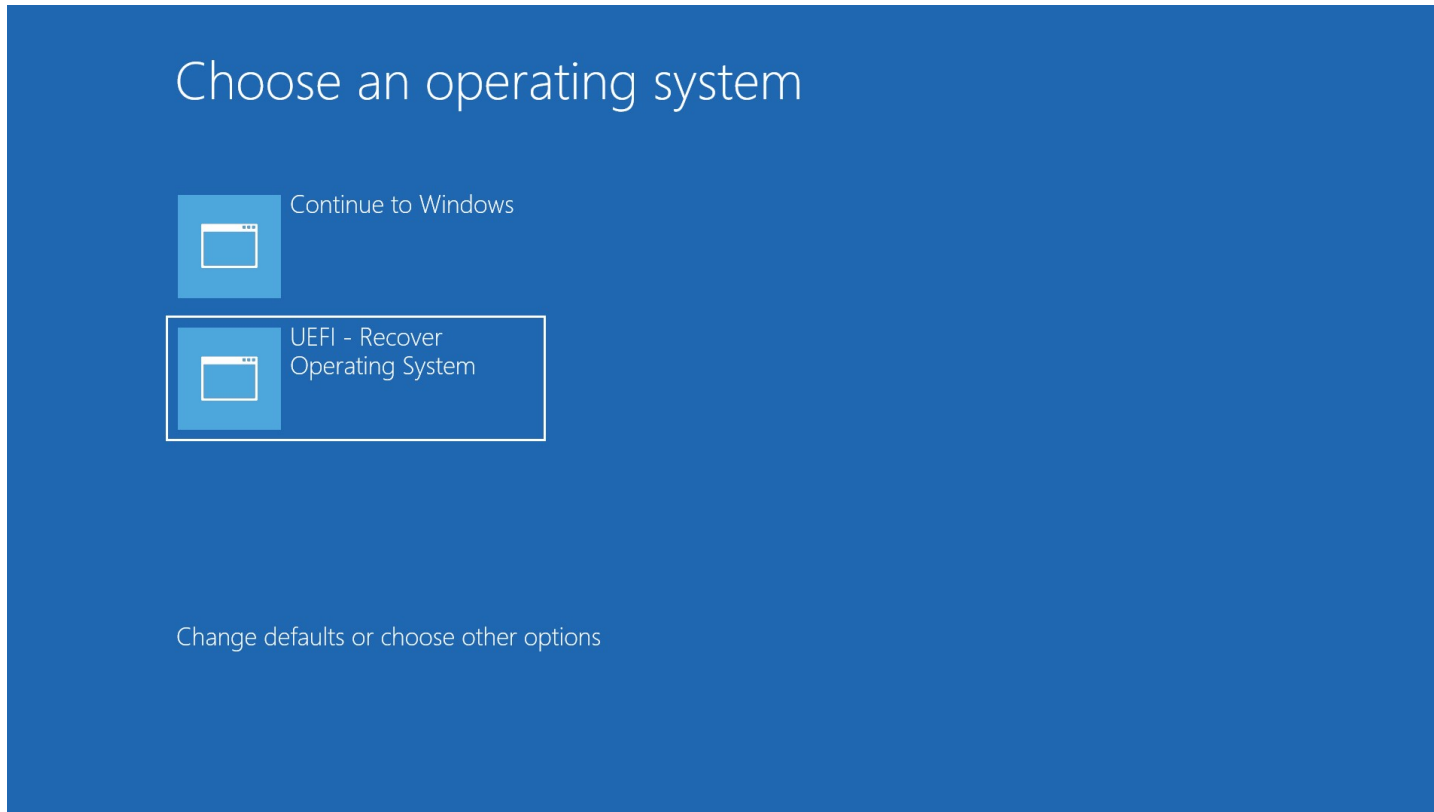 Choose an operating system
Continue to Windows
UEFI - Recover
Operating System
Change defaults or choose other options